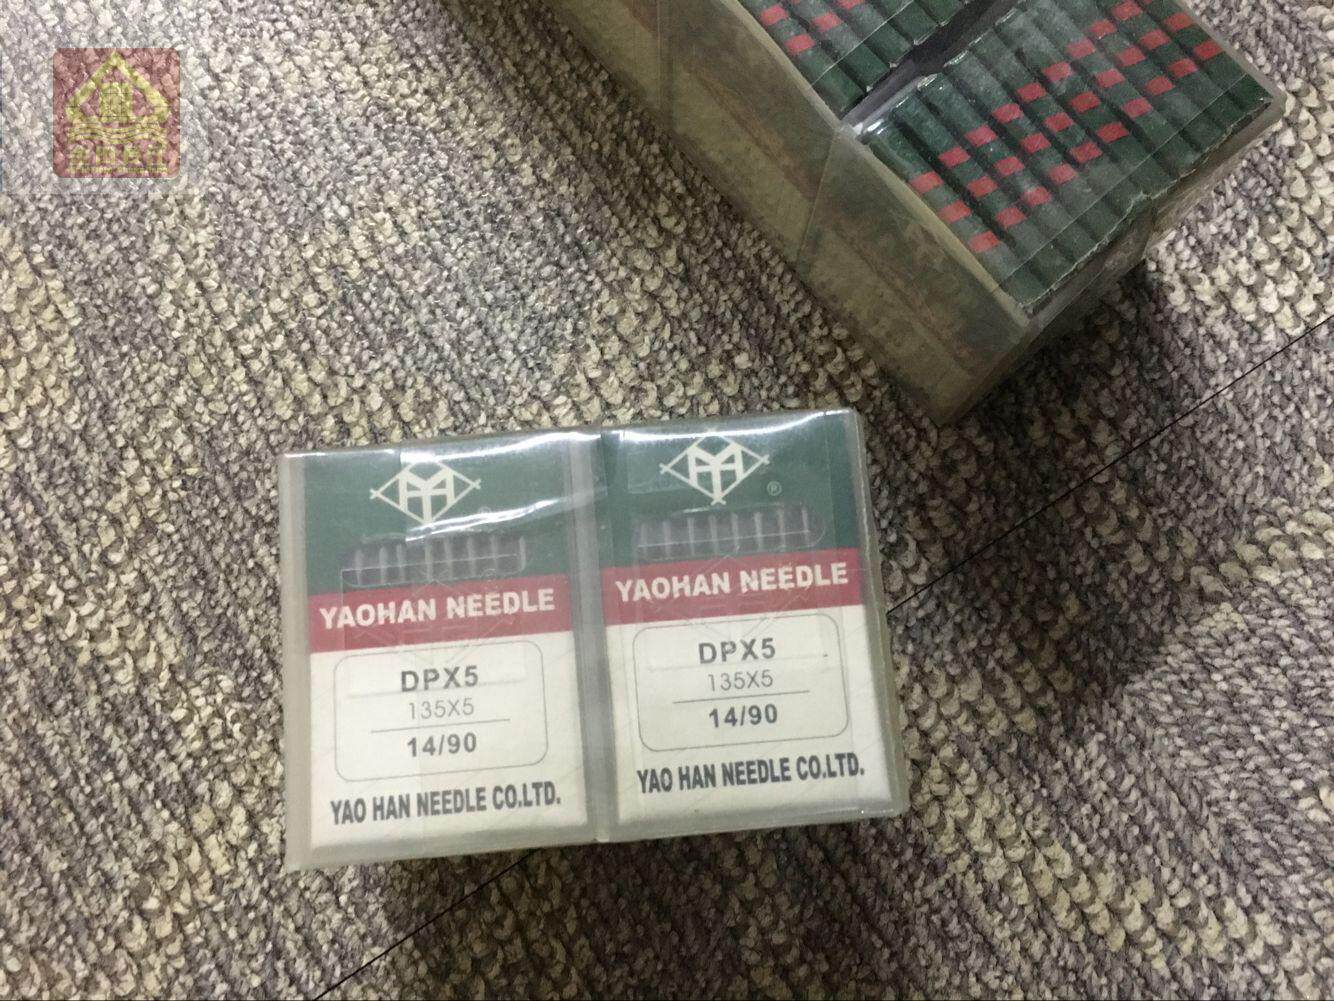 YAOHAN NEEDLE
DPX5
135X5
14/90
YAO HAN NEEDLE CO.LTD.
®
YAOHAN NEEDLE
DPX5
135X5
14/90
YAO HAN NEEDLE CO.LTD.